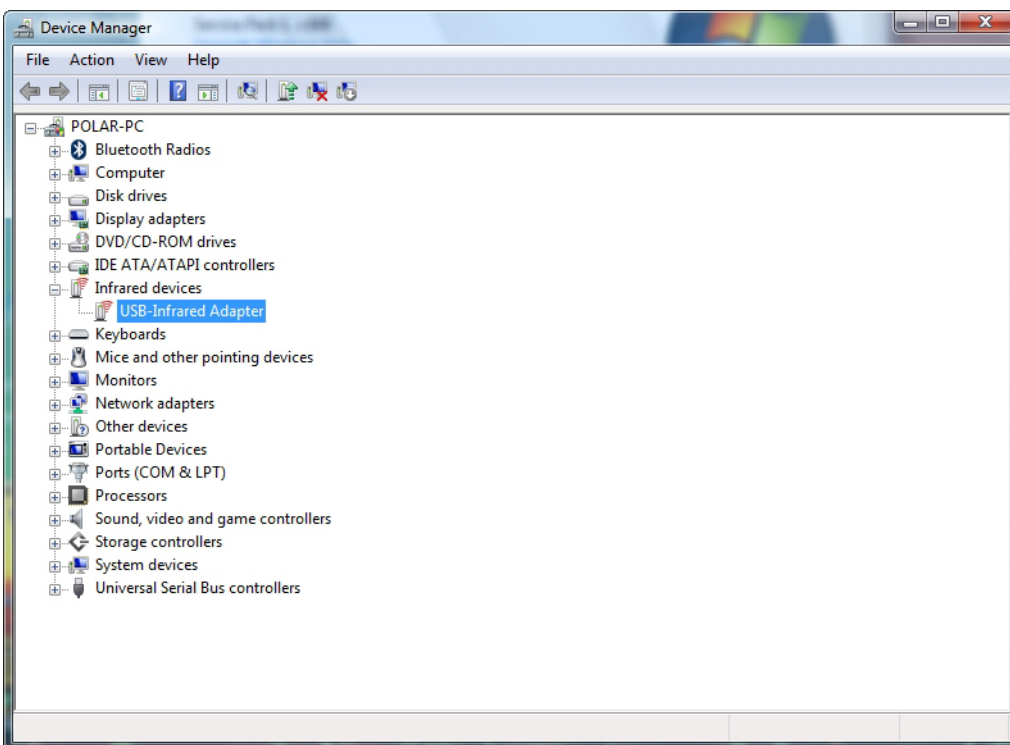 Device Manager
File Action View Help
POLAR-PC
Bluetooth Radios
Computer
Disk drives
Display adapters
DVD/CD-ROM drives
IDE ATA/ATAPI controllers
Infrared devices
USB-Infrared Adapter
Keyboards
Mice and other pointing devices
Monitors
Network adapters
Other devices
Portable Devices
Ports (COM & LPT)
Processors
Sound, video and game controllers
Storage controllers
System devices
Universal Serial Bus controllers